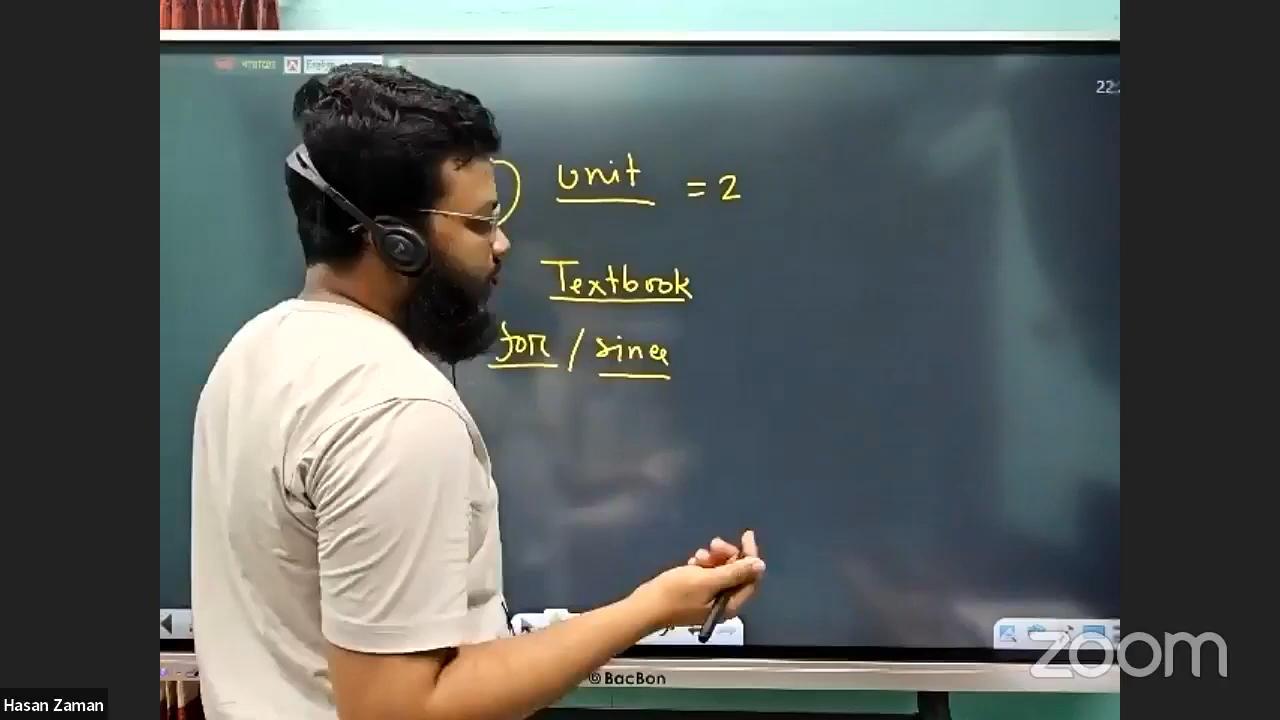 unit = 2
Textbook
for / since
BacBon
zoom
Hasan Zaman